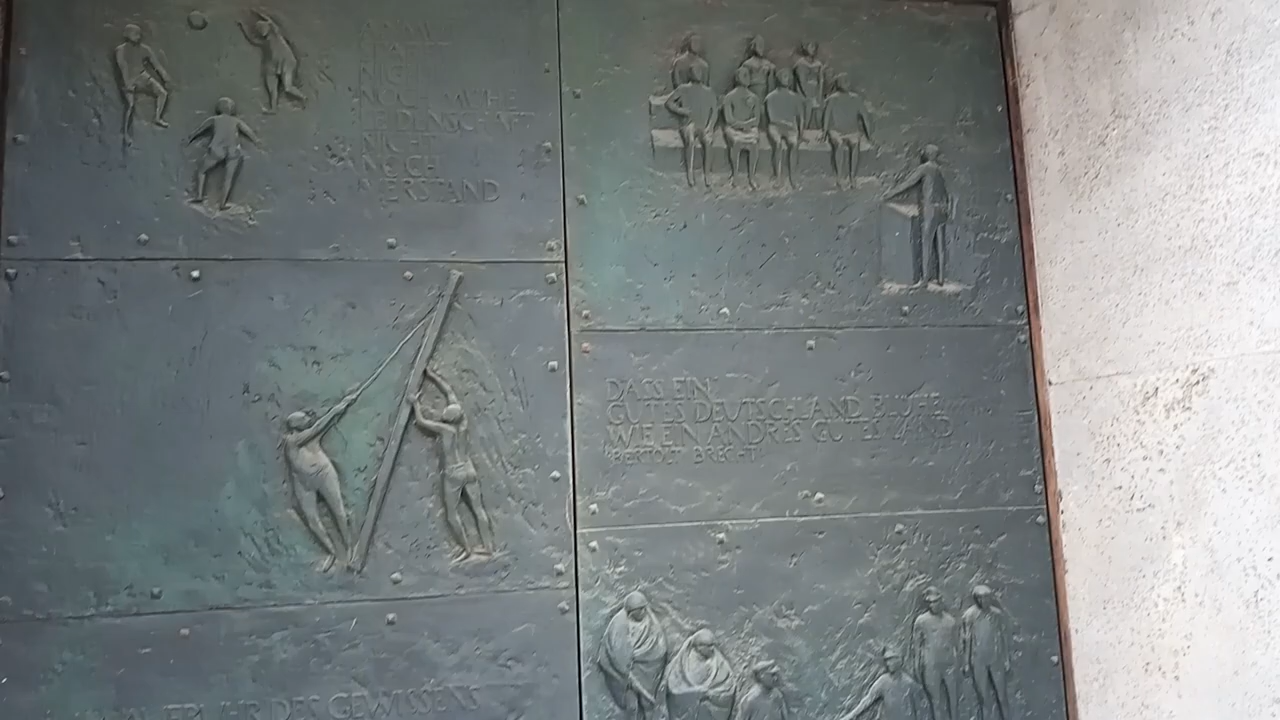 NICHT
NOCH MÜHE
LEIDENSCHAFT
NICHT
NOCH
VERSTAND
DASS EIN
GUTES DEUTSCHLAND BLÜHE
WIE EIN ANDRES GUTES LAND
BERTOLT BRECHT
DES GEWISSENS